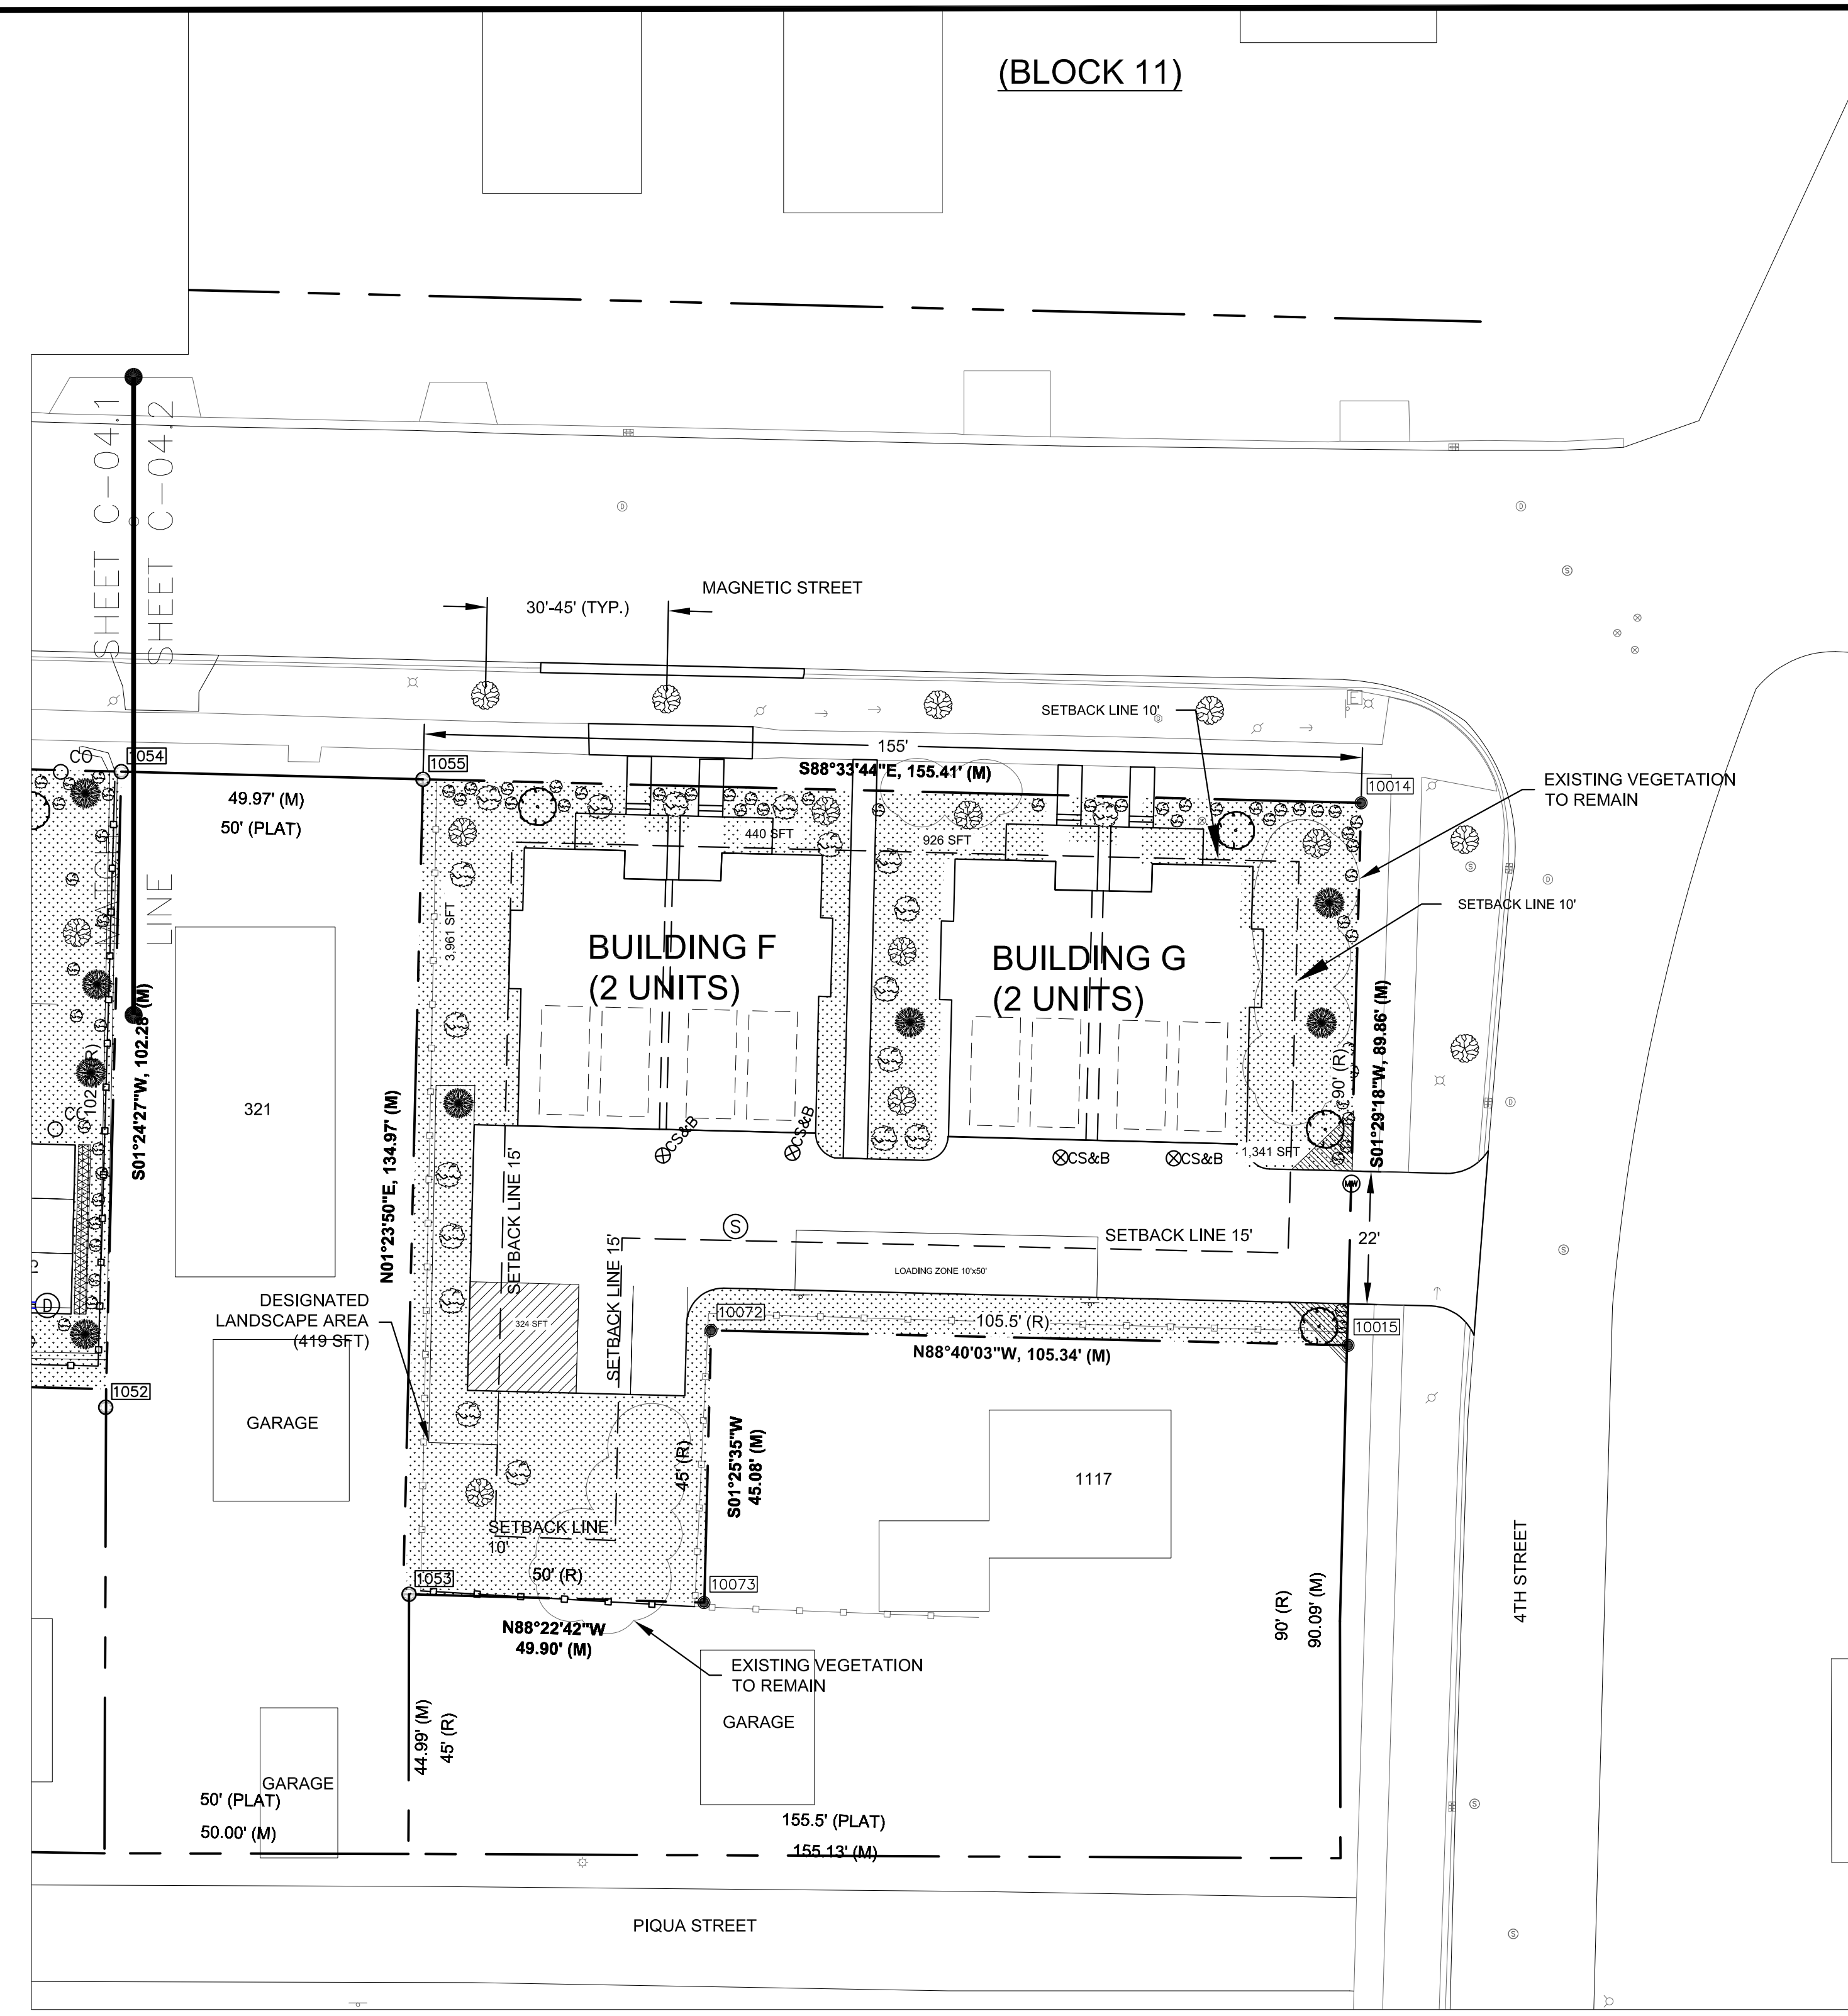 (BLOCK 11)
SHEET C-04.1
SHEET C-04.2
MATCH
LINE
MAGNETIC STREET
30'-45' (TYP.)
SETBACK LINE 10'
155'
S88°33'44"E, 155.41' (M)
CO
1054
1055
10014
49.97' (M)
50' (PLAT)
EXISTING VEGETATION
TO REMAIN
440 SFT
926 SFT
SETBACK LINE 10'
3,961 SFT
BUILDING F
(2 UNITS)
BUILDING G
(2 UNITS)
S01°24'27"W, 102.28' (M)
102' (R)
321
N01°23'50"E, 134.97' (M)
90' (R)
S01°29'18"W, 89.86' (M)
CS&B
CS&B
CS&B
CS&B
1,341 SFT
MW
SETBACK LINE 15'
SETBACK LINE 15'
S
SETBACK LINE 15'
22'
LOADING ZONE 10'x50'
D
DESIGNATED
LANDSCAPE AREA
(419 SFT)
324 SFT
10072
105.5' (R)
10015
N88°40'03"W, 105.34' (M)
1052
GARAGE
45' (R)
S01°25'35"W
45.08' (M)
1117
SETBACK LINE
10'
50' (R)
1053
10073
N88°22'42"W
49.90' (M)
EXISTING VEGETATION
TO REMAIN
GARAGE
44.99' (M)
45' (R)
90' (R)
90.09' (M)
4TH STREET
GARAGE
50' (PLAT)
50.00' (M)
155.5' (PLAT)
155.13' (M)
PIQUA STREET